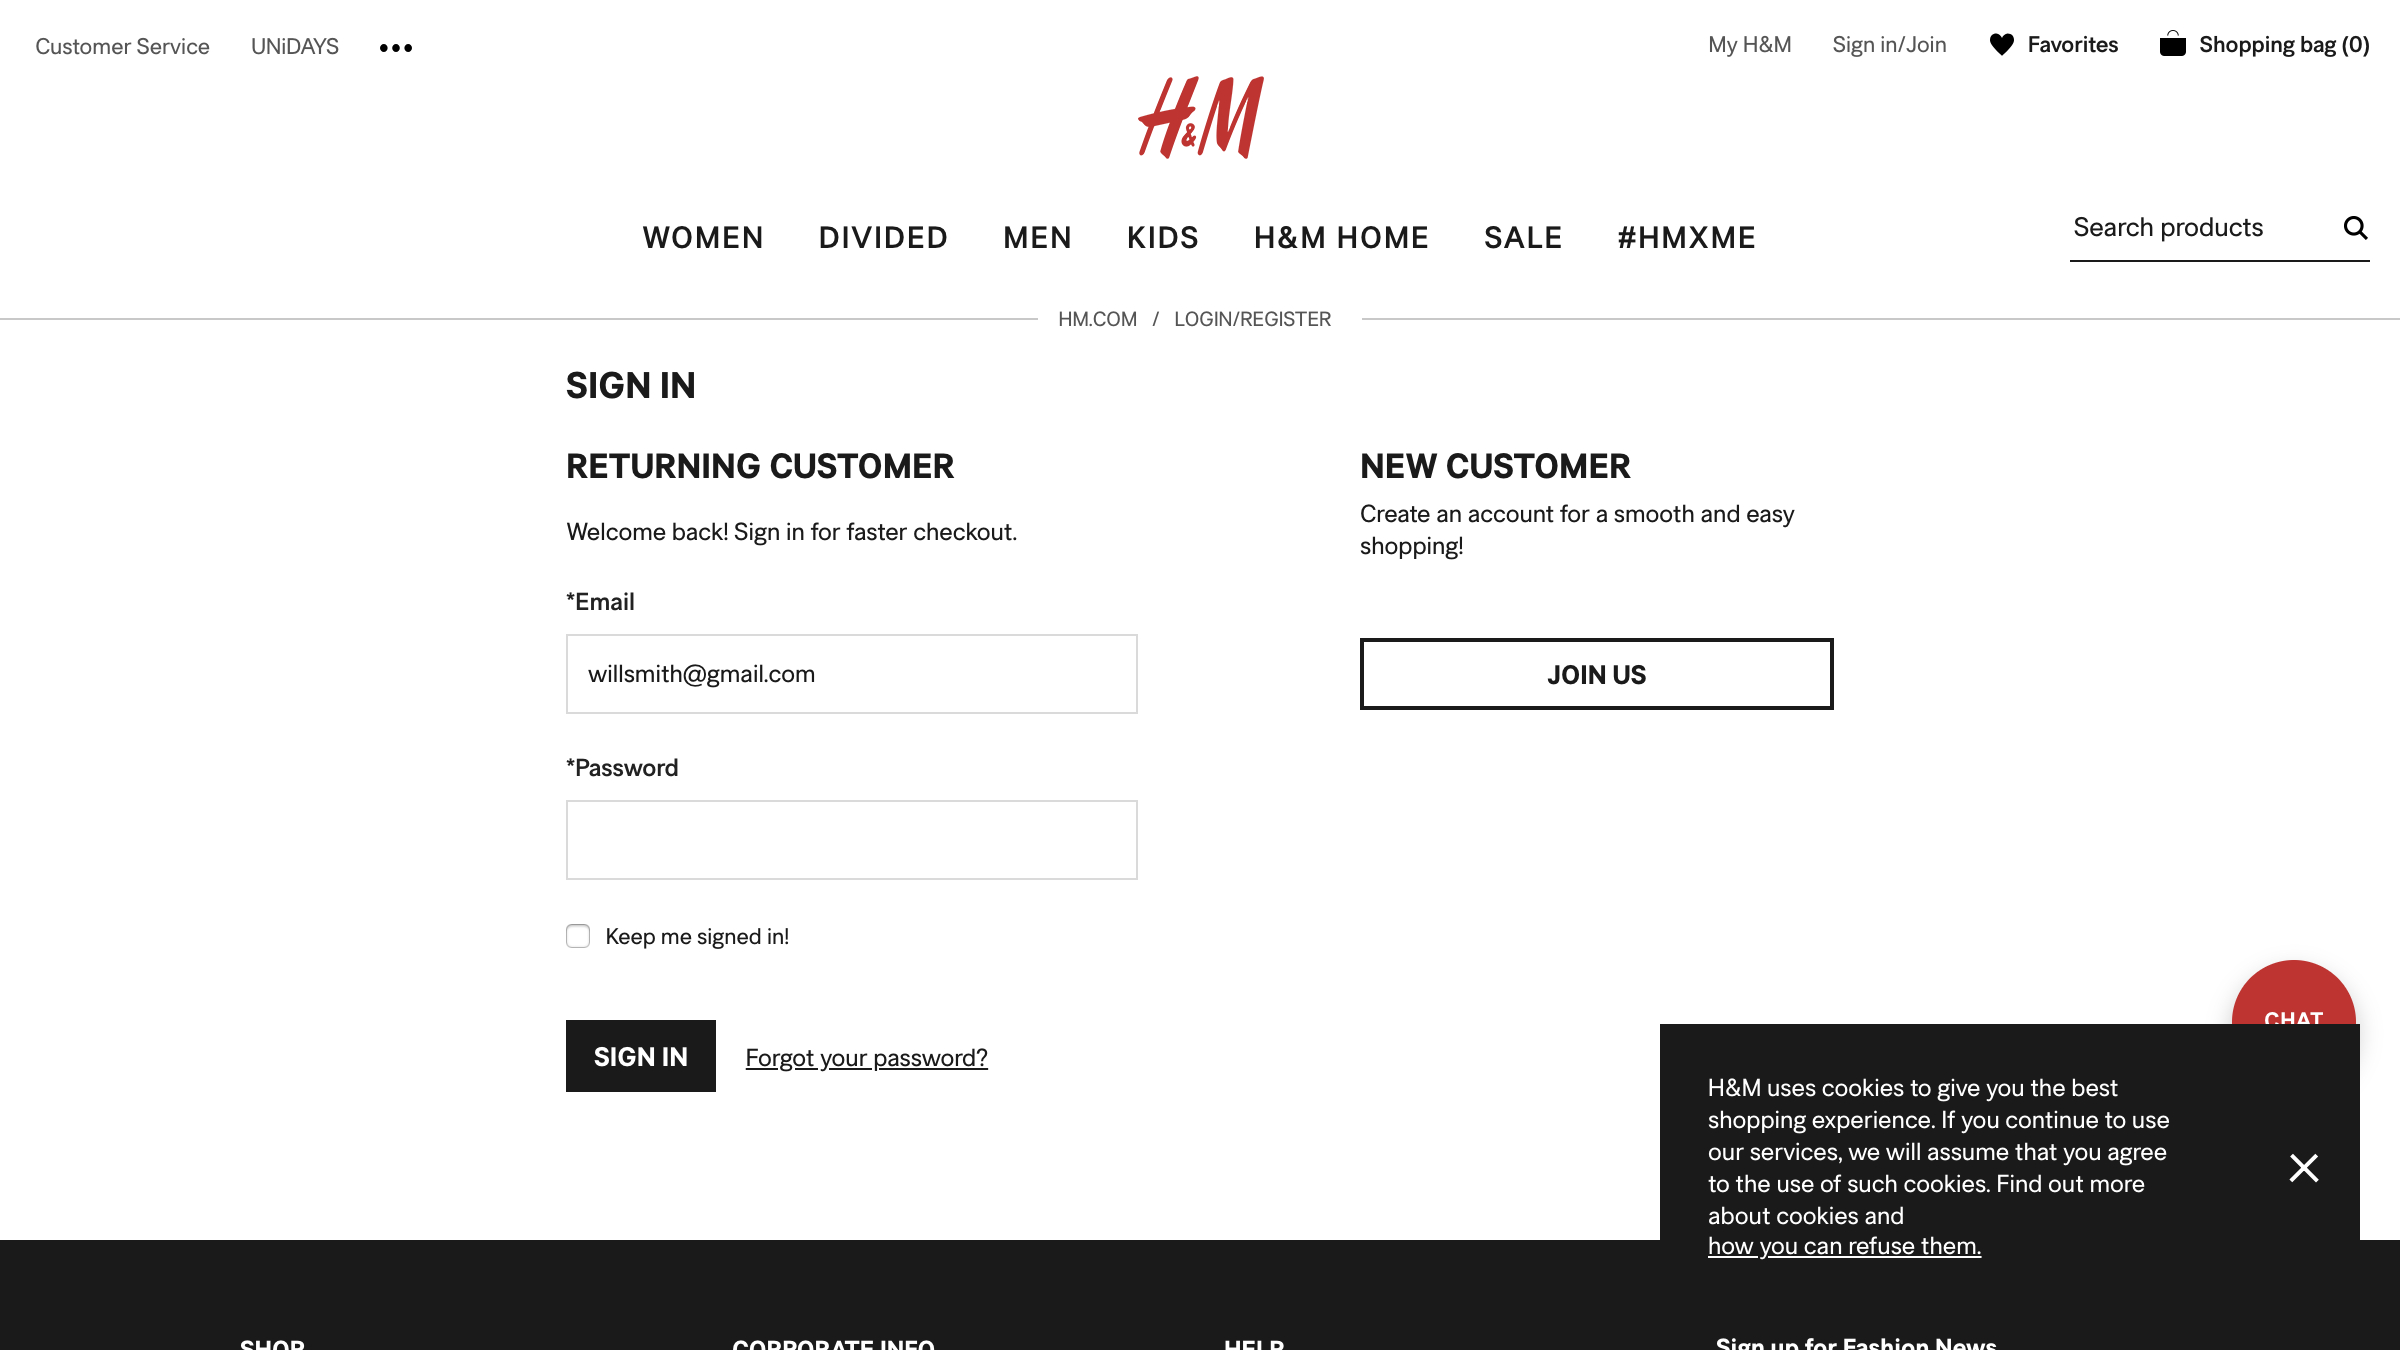 Customer Service UNiDAYS
My H&M Sign in/Join Favorites Shopping bag (0)
H&M
WOMEN DIVIDED MEN KIDS H&M HOME SALE #HMXME
Search products
HM.COM / LOGIN/REGISTER
SIGN IN
RETURNING CUSTOMER
Welcome back! Sign in for faster checkout.
*Email
willsmith@gmail.com
*Password
Keep me signed in!
SIGN IN Forgot your password?
NEW CUSTOMER
Create an account for a smooth and easy
shopping!
JOIN US
CHAT
H&M uses cookies to give you the best
shopping experience. If you continue to use
our services, we will assume that you agree
to the use of such cookies. Find out more
about cookies and
how you can refuse them.
SHOP CORPORATE INFO HELP Sign up for Fashion News